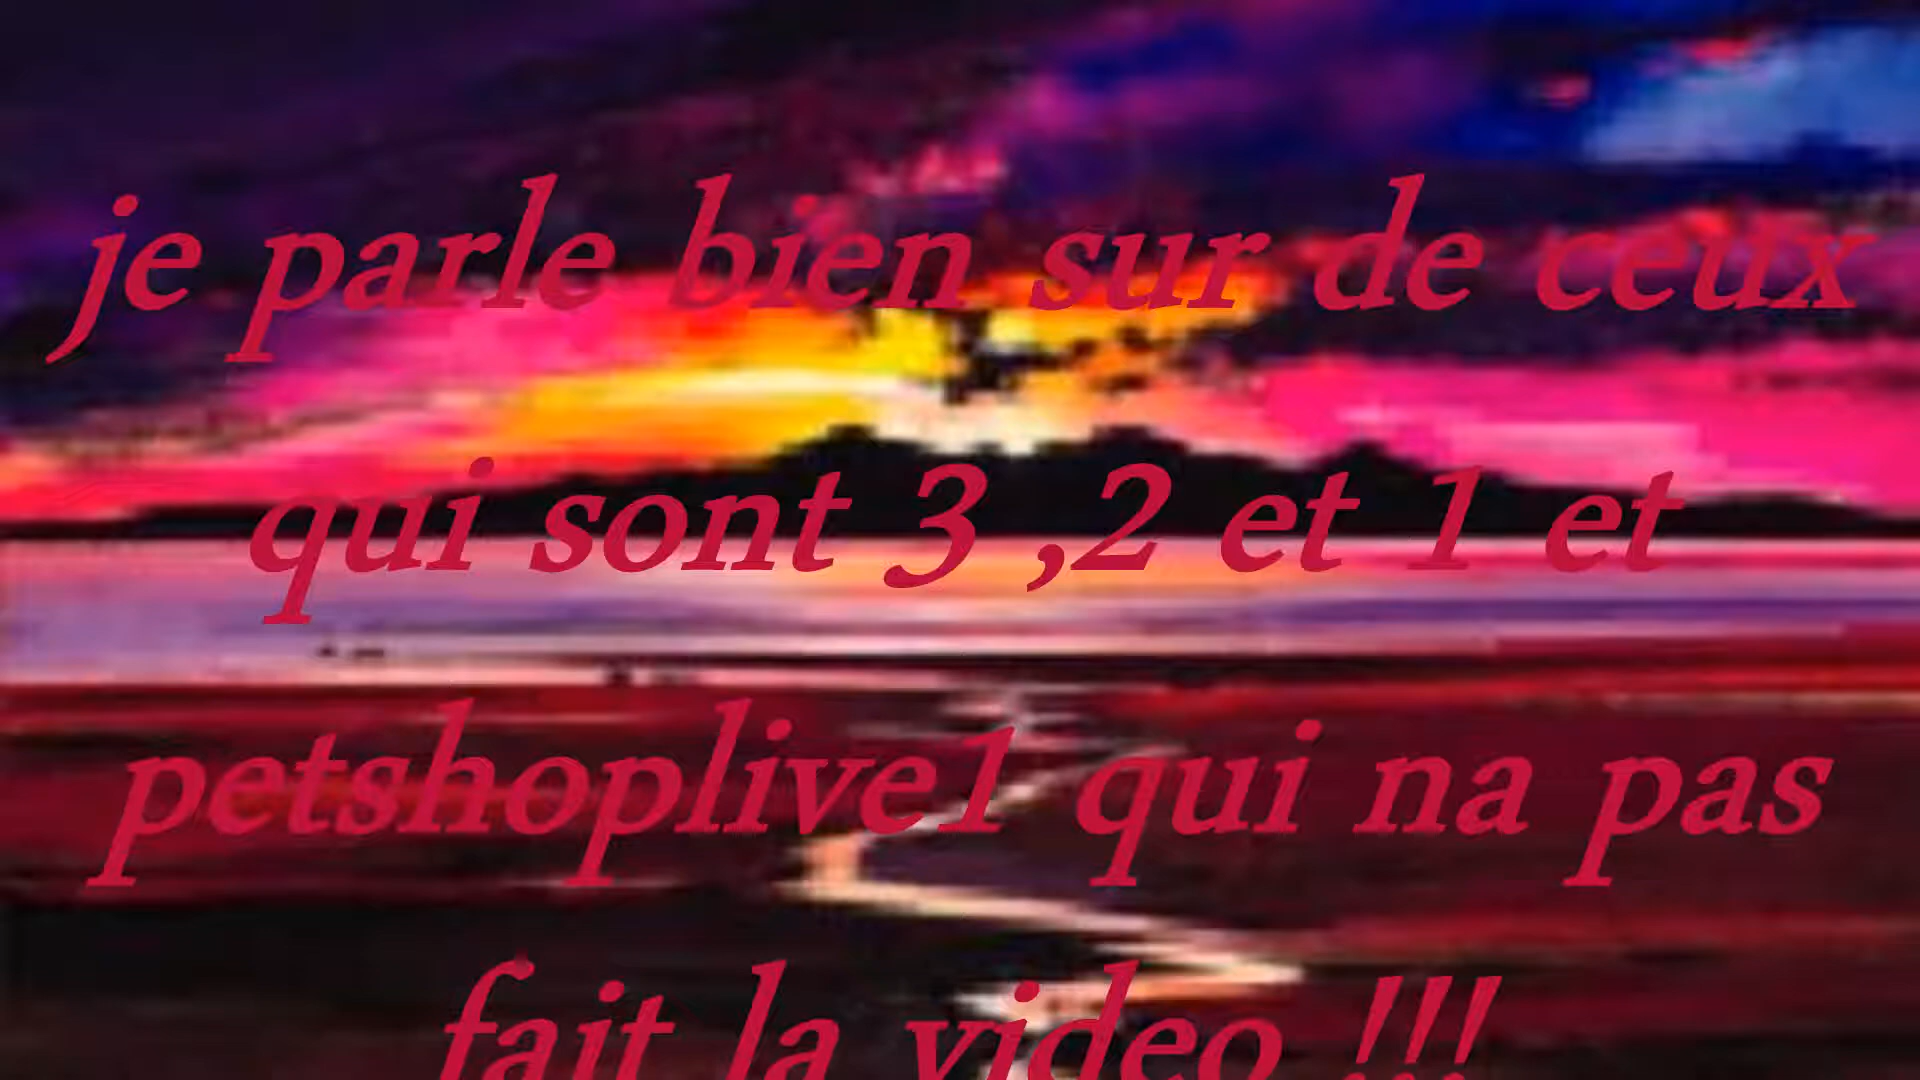 je parle bien sur de ceux
qui sont 3 ,2 et 1 et
petshoplive1 qui na pas
fait la video !!!